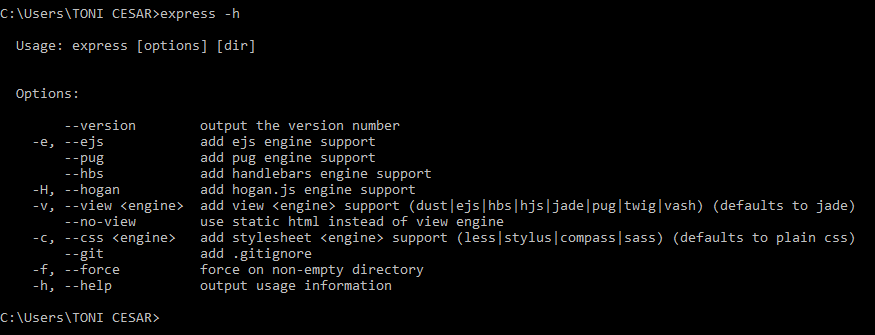 C:\Users\TONI CESAR>express -h
Usage: express [options] [dir]
Options:
--version output the version number
-e, --ejs add ejs engine support
--pug add pug engine support
--hbs add handlebars engine support
-H, --hogan add hogan.js engine support
-v, --view <engine> add view <engine> support (dust|ejs|hbs|hjs|jade|pug|twig|vash) (defaults to jade)
--no-view use static html instead of view engine
-c, --css <engine> add stylesheet <engine> support (less|stylus|compass|sass) (defaults to plain css)
--git add .gitignore
-f, --force force on non-empty directory
-h, --help output usage information
C:\Users\TONI CESAR>